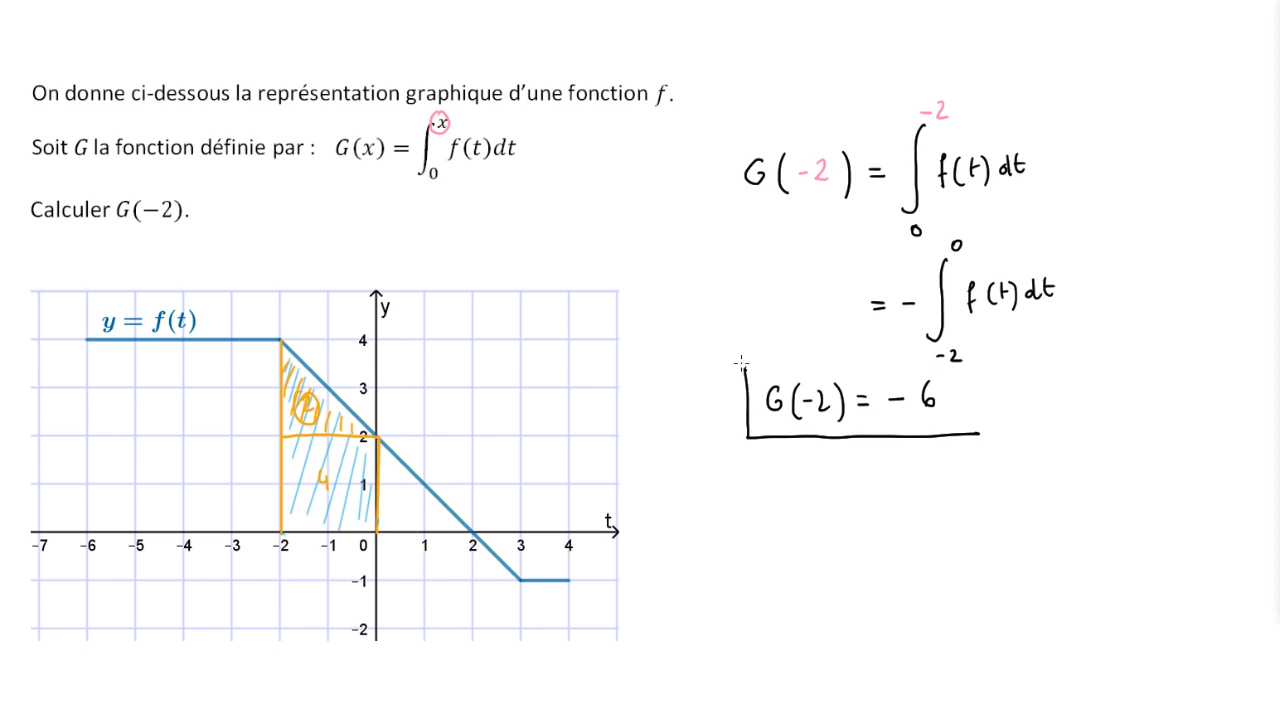 On donne ci-dessous la représentation graphique d’une fonction f.
Soit G la fonction définie par : G(x) = ∫₀ˣ f(t)dt
Calculer G(−2).
G(-2) = ∫₀⁻² f(t) dt
= - ∫₋₂⁰ f(t) dt
G(-2) = - 6
y = f(t)
y
4
3
2
1
2
4
t
−7 −6 −5 −4 −3 −2 −1 0 1 2 3 4
−1
−2